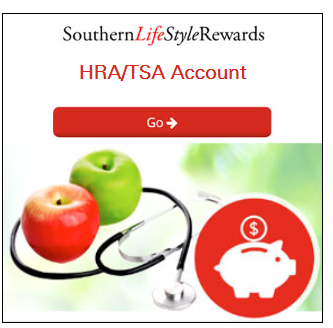 SouthernLifeStyleRewards
HRA/TSA Account
Go
$